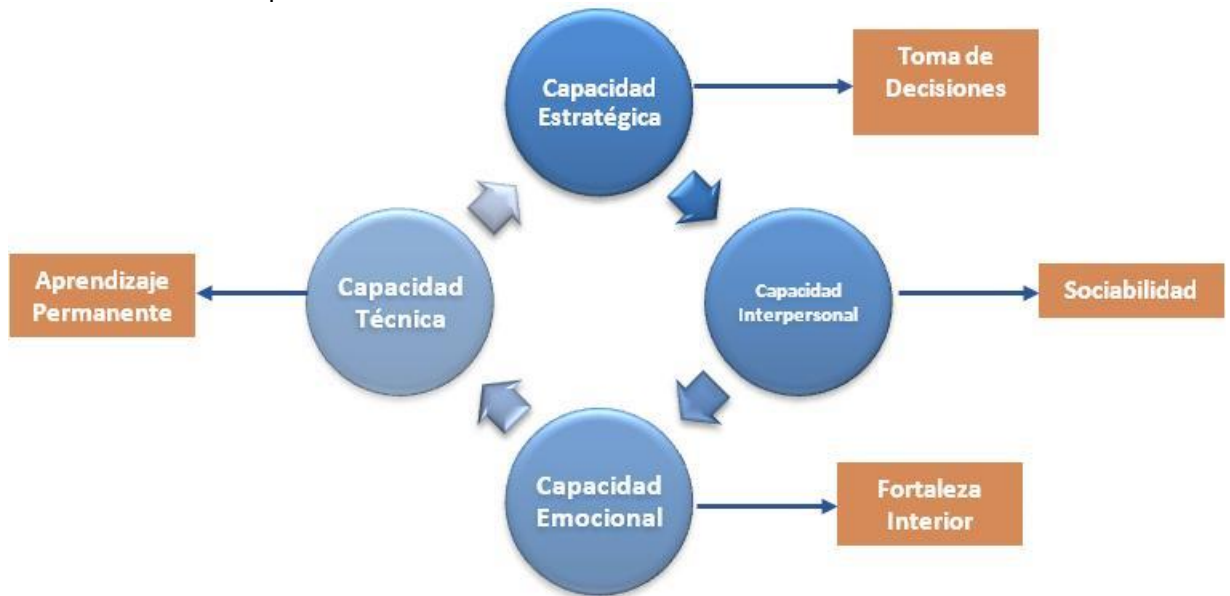 Capacidad
Estratégica
Toma de
Decisiones
Capacidad
Interpersonal
Sociabilidad
Capacidad
Emocional
Fortaleza
Interior
Capacidad
Técnica
Aprendizaje
Permanente